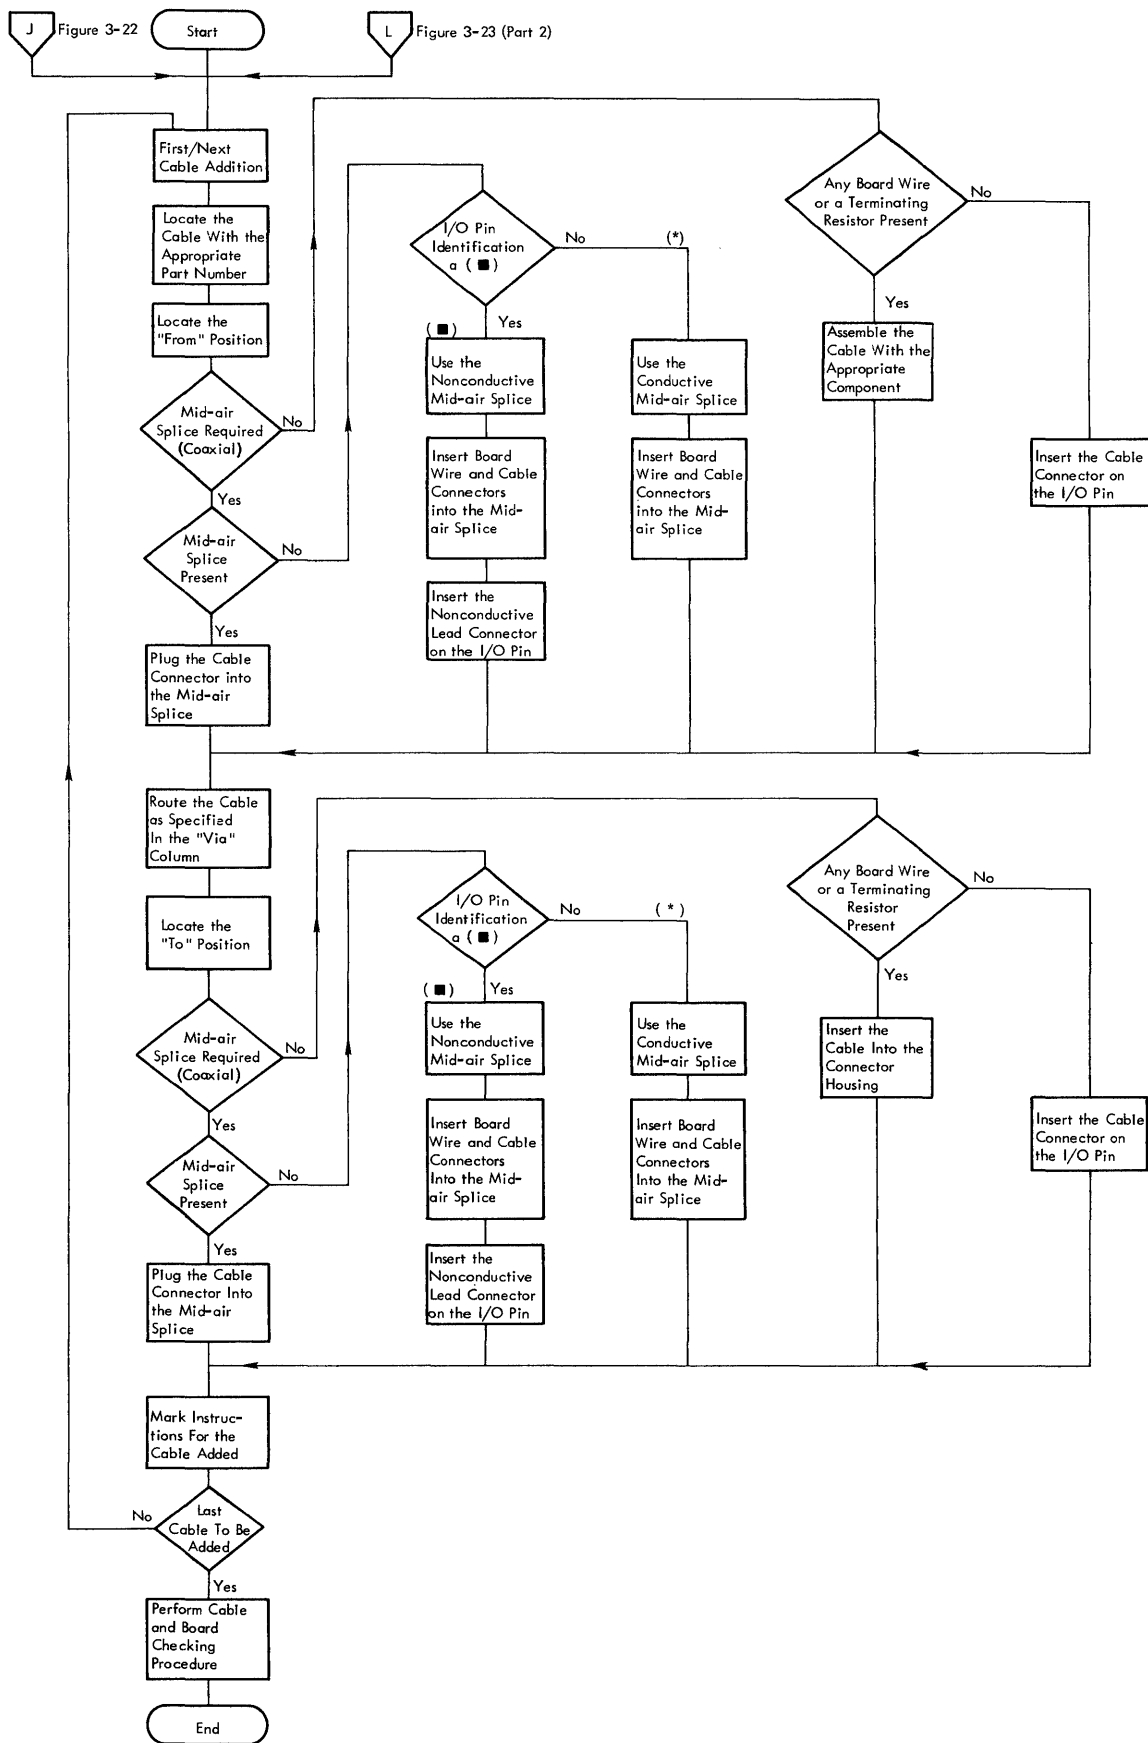 J
Figure 3-22
Start
L
Figure 3-23 (Part 2)
First/Next
Cable Addition
Locate the
Cable With the
Appropriate
Part Number
Locate the
"From" Position
Mid-air
Splice Required
(Coaxial)
No
Yes
Mid-air
Splice
Present
No
Yes
Plug the Cable
Connector into
the Mid-air
Splice
I/O Pin
Identification
a ( ■ )
No
(*)
Yes
( ■ )
Use the
Nonconductive
Mid-air Splice
Insert Board
Wire and Cable
Connectors
into the Mid-
air Splice
Insert the
Nonconductive
Lead Connector
on the I/O Pin
Use the
Conductive
Mid-air Splice
Insert Board
Wire and Cable
Connectors
into the Mid-
air Splice
Any Board Wire
or a Terminating
Resistor Present
No
Yes
Assemble the
Cable With the
Appropriate
Component
Insert the Cable
Connector on
the I/O Pin
Route the Cable
as Specified
In the "Via"
Column
Locate the
"To" Position
Mid-air
Splice Required
(Coaxial)
No
Yes
Mid-air
Splice
Present
No
Yes
Plug the Cable
Connector Into
the Mid-air
Splice
I/O Pin
Identification
a ( ■ )
No
( * )
( ■ )
Yes
Use the
Nonconductive
Mid-air Splice
Insert Board
Wire and Cable
Connectors
Into the Mid-
air Splice
Insert the
Nonconductive
Lead Connector
on the I/O Pin
Use the
Conductive
Mid-air Splice
Insert Board
Wire and Cable
Connectors
Into the Mid-
air Splice
Any Board Wire
or a Terminating
Resistor
Present
No
Yes
Insert the
Cable Into the
Connector
Housing
Insert the Cable
Connector on
the I/O Pin
Mark Instruc-
tions For the
Cable Added
Last
Cable To Be
Added
No
Yes
Perform Cable
and Board
Checking
Procedure
End